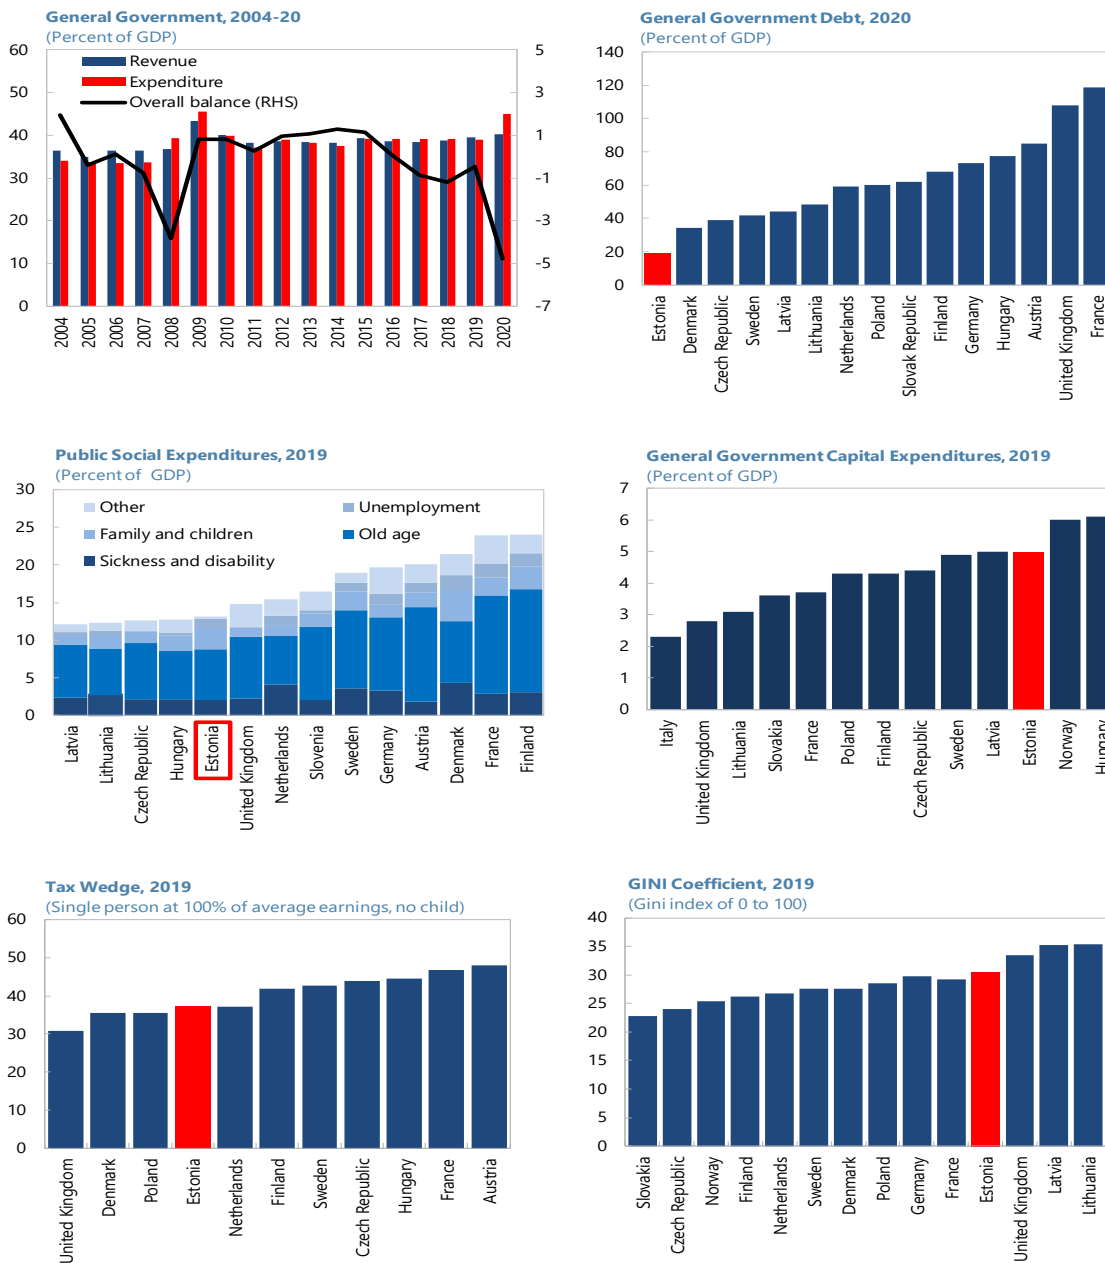 General Government, 2004-20
(Percent of GDP)
60
50
40
30
20
10
0
5
3
1
-1
-3
-5
-7
Revenue
Expenditure
Overall balance (RHS)
2004
2005
2006
2007
2008
2009
2010
2011
2012
2013
2014
2015
2016
2017
2018
2019
2020
General Government Debt, 2020
(Percent of GDP)
140
120
100
80
60
40
20
0
Estonia
Denmark
Czech Republic
Sweden
Latvia
Lithuania
Netherlands
Poland
Slovak Republic
Finland
Germany
Hungary
Austria
United Kingdom
France
Public Social Expenditures, 2019
(Percent of GDP)
30
25
20
15
10
5
0
Other
Unemployment
Family and children
Old age
Sickness and disability
Latvia
Lithuania
Czech Republic
Hungary
Estonia
United Kingdom
Netherlands
Slovenia
Sweden
Germany
Austria
Denmark
France
Finland
General Government Capital Expenditures, 2019
(Percent of GDP)
7
6
5
4
3
2
1
0
Italy
United Kingdom
Lithuania
Slovakia
France
Poland
Finland
Czech Republic
Sweden
Latvia
Estonia
Norway
Hungary
Tax Wedge, 2019
(Single person at 100% of average earnings, no child)
60
50
40
30
20
10
0
United Kingdom
Denmark
Poland
Estonia
Netherlands
Finland
Sweden
Czech Republic
Hungary
France
Austria
GINI Coefficient, 2019
(Gini index of 0 to 100)
40
35
30
25
20
15
10
5
0
Slovakia
Czech Republic
Norway
Finland
Netherlands
Sweden
Denmark
Poland
Germany
France
Estonia
United Kingdom
Latvia
Lithuania